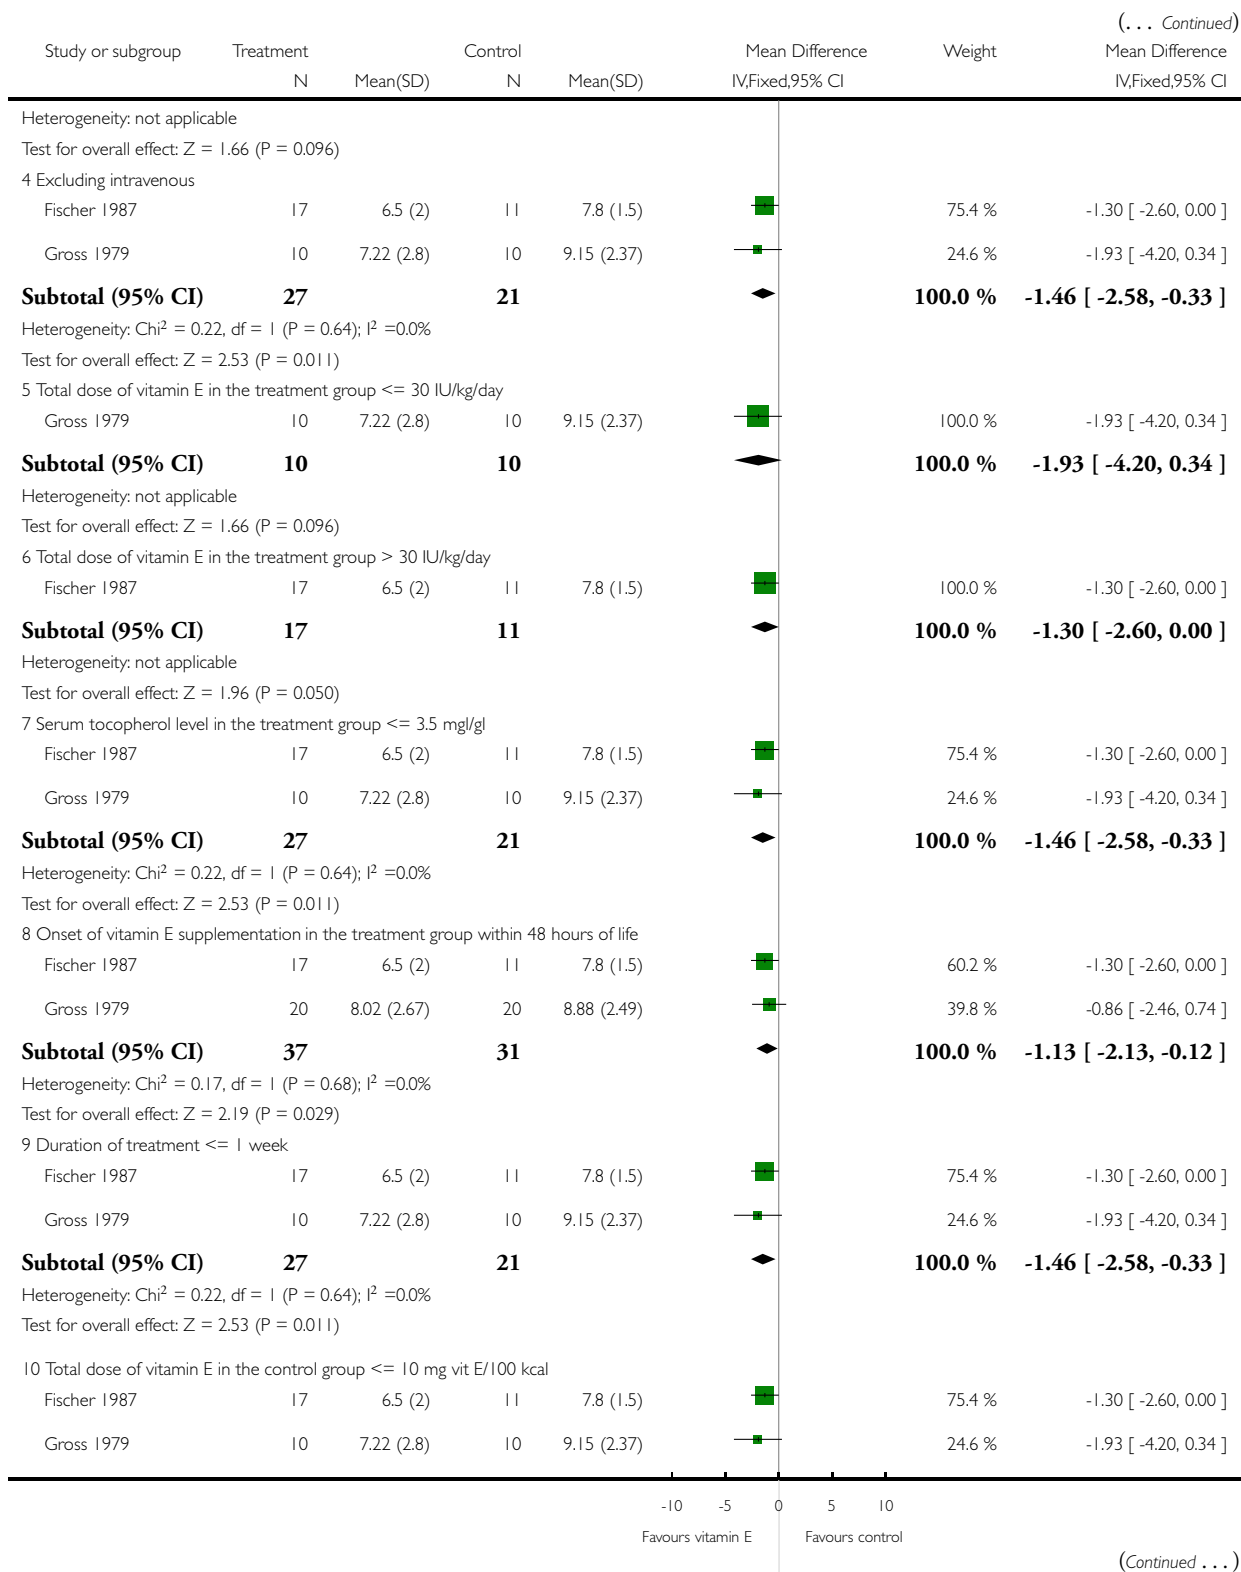 (... Continued)
Study or subgroup Treatment Control Mean Difference Weight Mean Difference
N Mean(SD) N Mean(SD) IV,Fixed,95% CI IV,Fixed,95% CI
Heterogeneity: not applicable
Test for overall effect: Z = 1.66 (P = 0.096)
4 Excluding intravenous
Fischer 1987 17 6.5 (2) 11 7.8 (1.5) 75.4 % -1.30 [ -2.60, 0.00 ]
Gross 1979 10 7.22 (2.8) 10 9.15 (2.37) 24.6 % -1.93 [ -4.20, 0.34 ]
Subtotal (95% CI) 27 21 100.0 % -1.46 [ -2.58, -0.33 ]
Heterogeneity: Chi² = 0.22, df = 1 (P = 0.64); I² =0.0%
Test for overall effect: Z = 2.53 (P = 0.011)
5 Total dose of vitamin E in the treatment group <= 30 IU/kg/day
Gross 1979 10 7.22 (2.8) 10 9.15 (2.37) 100.0 % -1.93 [ -4.20, 0.34 ]
Subtotal (95% CI) 10 10 100.0 % -1.93 [ -4.20, 0.34 ]
Heterogeneity: not applicable
Test for overall effect: Z = 1.66 (P = 0.096)
6 Total dose of vitamin E in the treatment group > 30 IU/kg/day
Fischer 1987 17 6.5 (2) 11 7.8 (1.5) 100.0 % -1.30 [ -2.60, 0.00 ]
Subtotal (95% CI) 17 11 100.0 % -1.30 [ -2.60, 0.00 ]
Heterogeneity: not applicable
Test for overall effect: Z = 1.96 (P = 0.050)
7 Serum tocopherol level in the treatment group <= 3.5 mgl/gl
Fischer 1987 17 6.5 (2) 11 7.8 (1.5) 75.4 % -1.30 [ -2.60, 0.00 ]
Gross 1979 10 7.22 (2.8) 10 9.15 (2.37) 24.6 % -1.93 [ -4.20, 0.34 ]
Subtotal (95% CI) 27 21 100.0 % -1.46 [ -2.58, -0.33 ]
Heterogeneity: Chi² = 0.22, df = 1 (P = 0.64); I² =0.0%
Test for overall effect: Z = 2.53 (P = 0.011)
8 Onset of vitamin E supplementation in the treatment group within 48 hours of life
Fischer 1987 17 6.5 (2) 11 7.8 (1.5) 60.2 % -1.30 [ -2.60, 0.00 ]
Gross 1979 20 8.02 (2.67) 20 8.88 (2.49) 39.8 % -0.86 [ -2.46, 0.74 ]
Subtotal (95% CI) 37 31 100.0 % -1.13 [ -2.13, -0.12 ]
Heterogeneity: Chi² = 0.17, df = 1 (P = 0.68); I² =0.0%
Test for overall effect: Z = 2.19 (P = 0.029)
9 Duration of treatment <= 1 week
Fischer 1987 17 6.5 (2) 11 7.8 (1.5) 75.4 % -1.30 [ -2.60, 0.00 ]
Gross 1979 10 7.22 (2.8) 10 9.15 (2.37) 24.6 % -1.93 [ -4.20, 0.34 ]
Subtotal (95% CI) 27 21 100.0 % -1.46 [ -2.58, -0.33 ]
Heterogeneity: Chi² = 0.22, df = 1 (P = 0.64); I² =0.0%
Test for overall effect: Z = 2.53 (P = 0.011)
10 Total dose of vitamin E in the control group <= 10 mg vit E/100 kcal
Fischer 1987 17 6.5 (2) 11 7.8 (1.5) 75.4 % -1.30 [ -2.60, 0.00 ]
Gross 1979 10 7.22 (2.8) 10 9.15 (2.37) 24.6 % -1.93 [ -4.20, 0.34 ]
-10 -5 0 5 10
Favours vitamin E Favours control
(Continued ...)